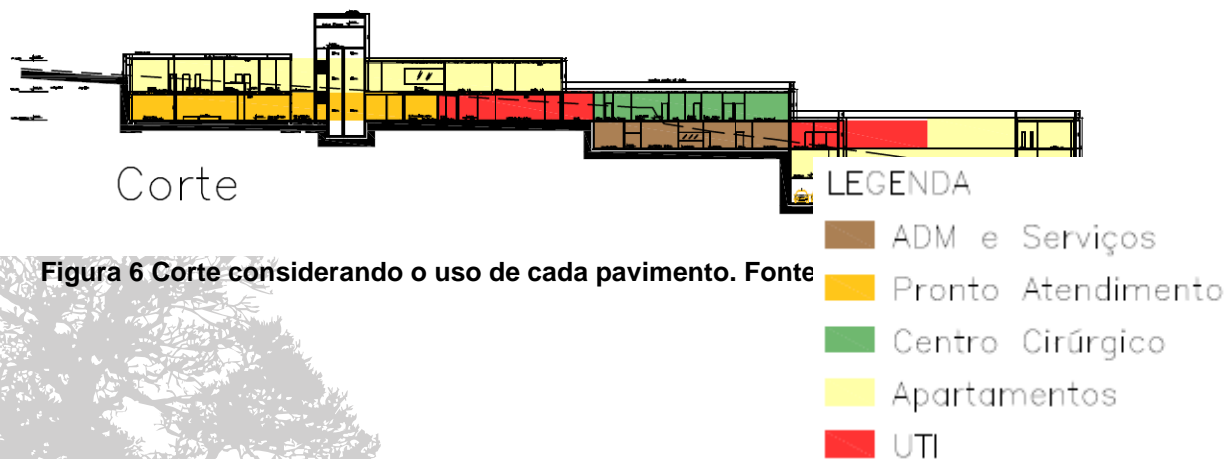 Corte
Figura 6 Corte considerando o uso de cada pavimento. Fonte
LEGENDA
ADM e Serviços
Pronto Atendimento
Centro Cirúrgico
Apartamentos
UTI